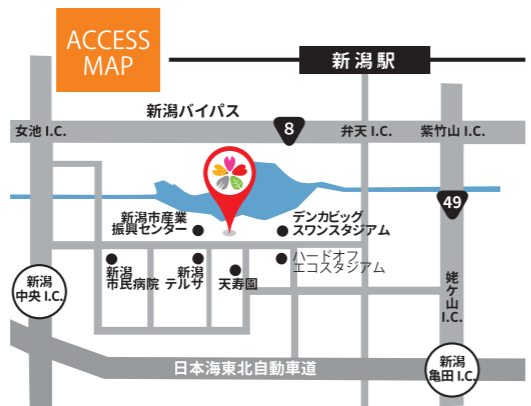 ACCESS
MAP
新潟駅
新潟バイパス
8
女池 I.C.
弁天 I.C.
紫竹山 I.C.
49
新潟市産業
振興センター
デンカビッグ
スワンスタジアム
新潟
市民病院
新潟
テルサ
天寿園
ハードオフ
エコスタジアム
新潟
中央 I.C.
姥ケ山
I.C.
日本海東北自動車道
新潟
亀田 I.C.